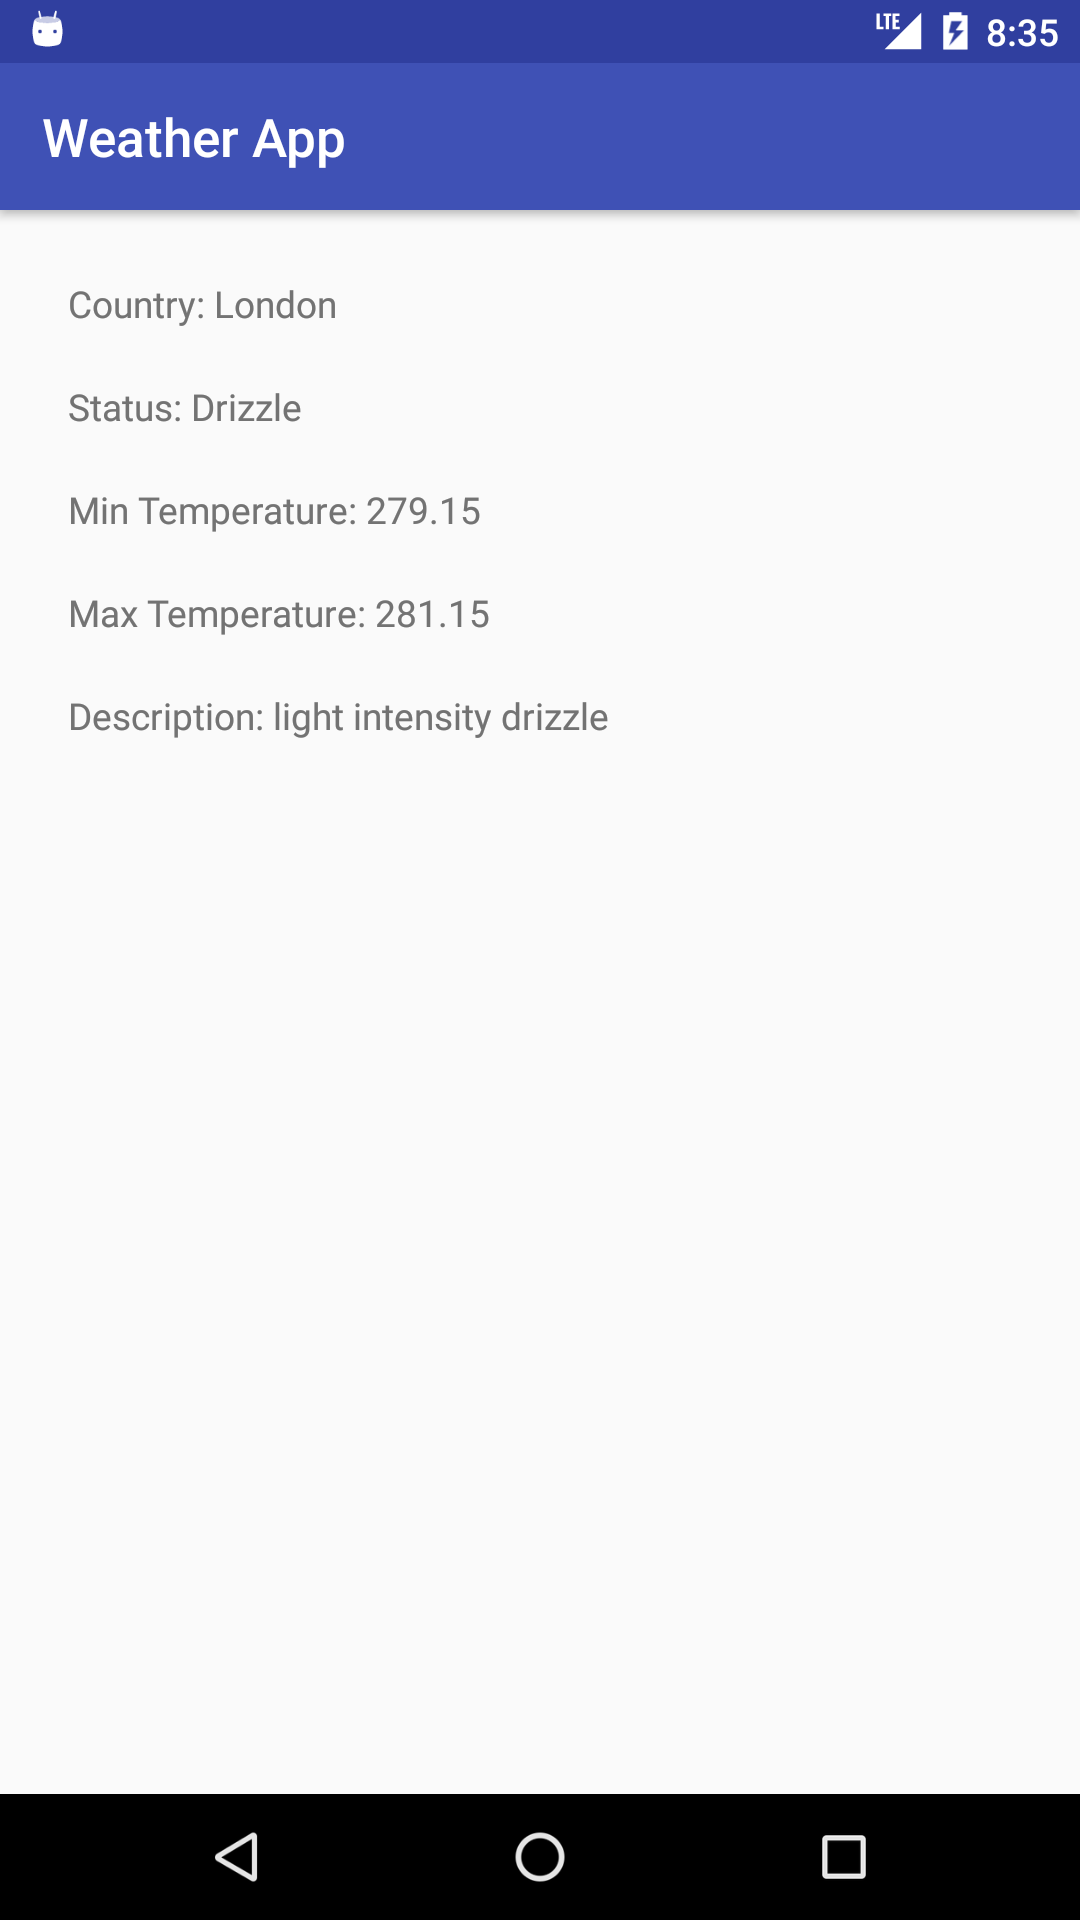 LTE 8:35
Weather App
Country: London
Status: Drizzle
Min Temperature: 279.15
Max Temperature: 281.15
Description: light intensity drizzle